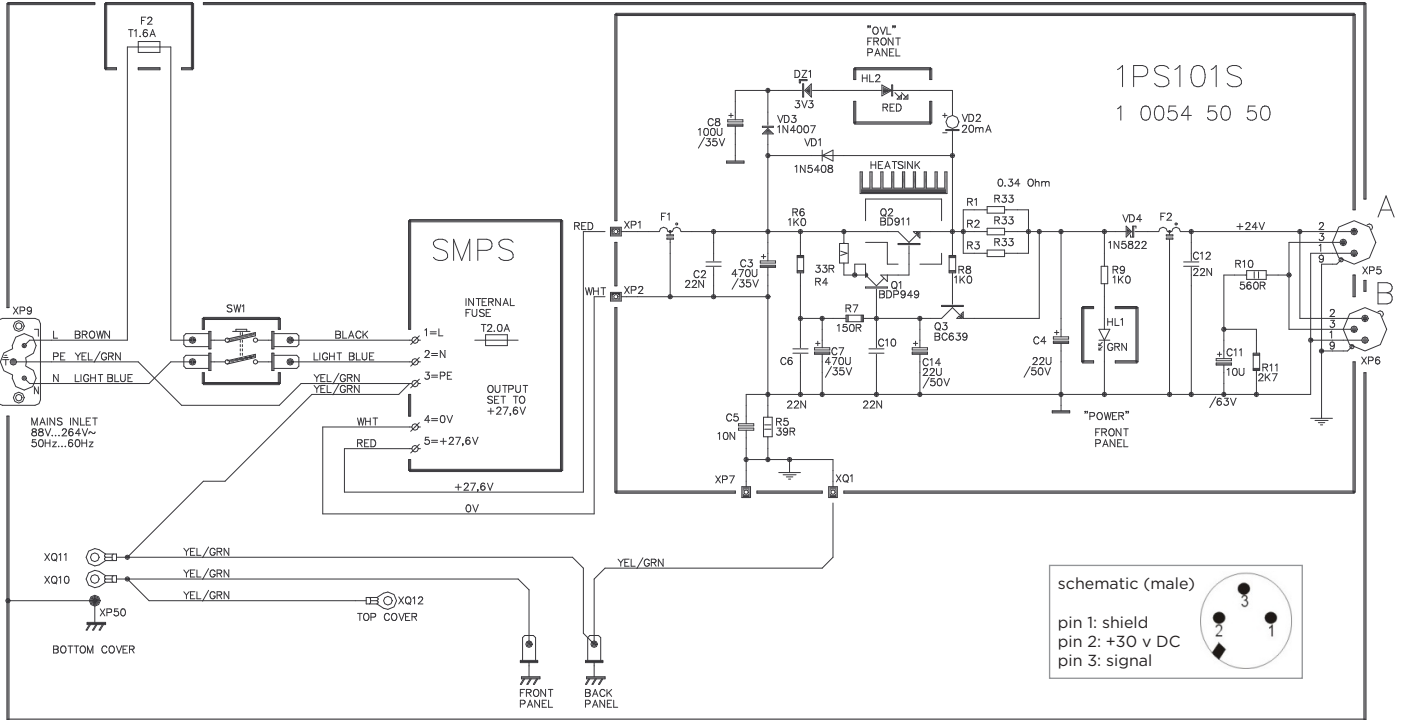 F2
T1.6A
"OVL"
FRONT
PANEL
1PS101S
1 0054 50 50
DZ1
3V3
HL2
RED
C8
100U
/35V
VD3
1N4007
VD2
20mA
VD1
1N5408
HEATSINK
0.34 Ohm
RED
XP1
F1
R6
1K0
Q2
BD911
R1
R33
R2
R33
R3
R33
VD4
1N5822
F2
+24V
A
2
3
1
9
XP5
SMPS
C2
22N
C3
470U
/35V
33R
R4
Q1
BDP949
R8
1K0
R9
1K0
C12
22N
R10
560R
WHT
XP2
INTERNAL
FUSE
T2.0A
R7
150R
Q3
BC639
HL1
GRN
B
2
3
1
9
XP6
XP9
SW1
L
BROWN
BLACK
1=L
PE
YEL/GRN
LIGHT BLUE
2=N
N
LIGHT BLUE
N
YEL/GRN
YEL/GRN
3=PE
C6
22N
C7
470U
/35V
C10
22N
C14
22U
/50V
C4
22U
/50V
C11
10U
/63V
R11
2K7
OUTPUT
SET TO
+27,6V
MAINS INLET
88V...264V~
50Hz...60Hz
WHT
4=0V
RED
5=+27,6V
C5
10N
R5
39R
"POWER"
FRONT
PANEL
+27,6V
0V
XP7
XQ1
XQ11
YEL/GRN
XQ10
YEL/GRN
YEL/GRN
YEL/GRN
XP50
XQ12
TOP COVER
BOTTOM COVER
FRONT
PANEL
BACK
PANEL
schematic (male)
pin 1: shield
pin 2: +30 v DC
pin 3: signal
3
2
1